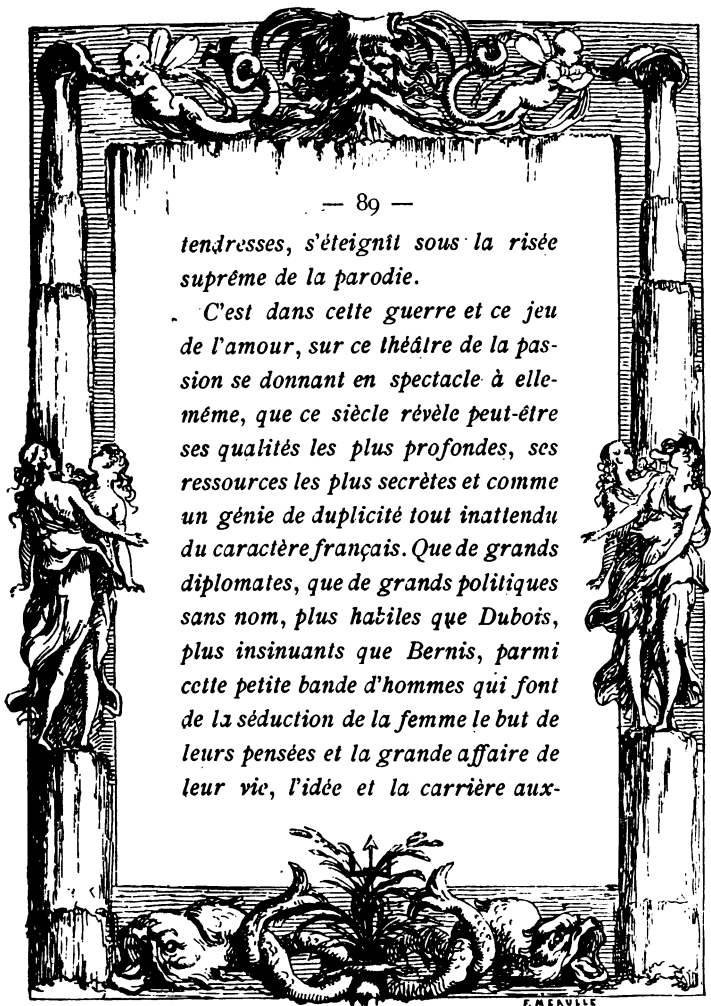 — 89 —
tendresses, s'éteignît sous la risée
suprême de la parodie.
C'est dans cette guerre et ce jeu
de l'amour, sur ce théâtre de la pas-
sion se donnant en spectacle à elle-
même, que ce siècle révèle peut-être
ses qualités les plus profondes, ses
ressources les plus secrètes et comme
un génie de duplicité tout inattendu
du caractère français. Que de grands
diplomates, que de grands politiques
sans nom, plus habiles que Dubois,
plus insinuants que Bernis, parmi
cette petite bande d'hommes qui font
de la séduction de la femme le but de
leurs pensées et la grande affaire de
leur vie, l'idée et la carrière aux-
F. MÉAULLE